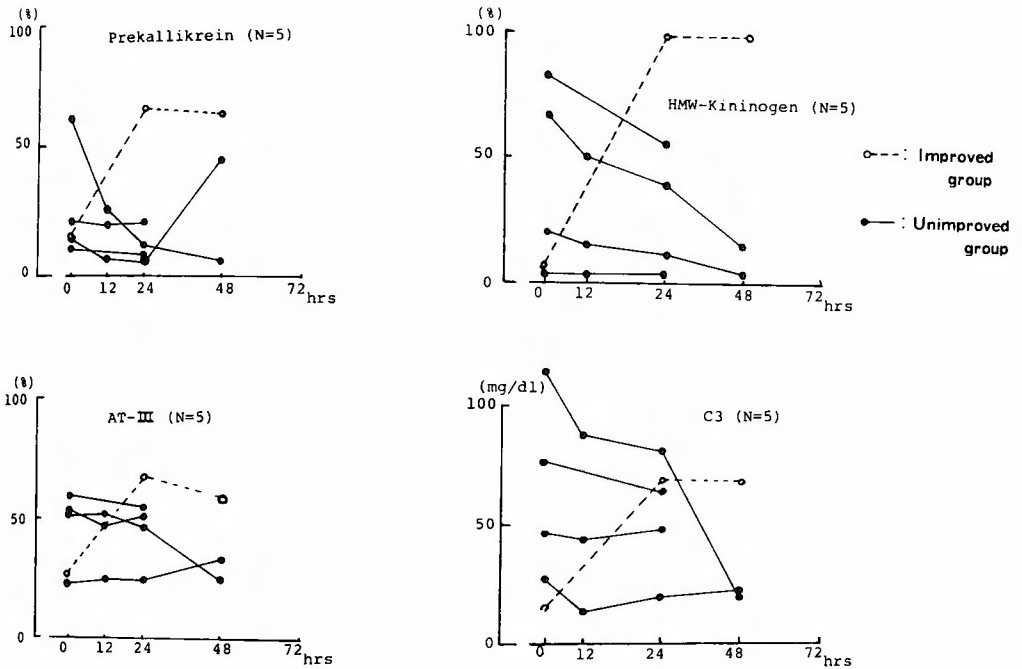 (%)
100
Prekallikrein (N=5)
50
0
0 12 24 48 72 hrs
(%)
100
HMW-Kininogen (N=5)
50
0
0 12 24 48 72 hrs
o---: Improved
group
●—: Unimproved
group
(%)
100
AT-III (N=5)
50
0
0 12 24 48 72 hrs
(mg/dl)
100
C3 (N=5)
50
0
0 12 24 48 72 hrs